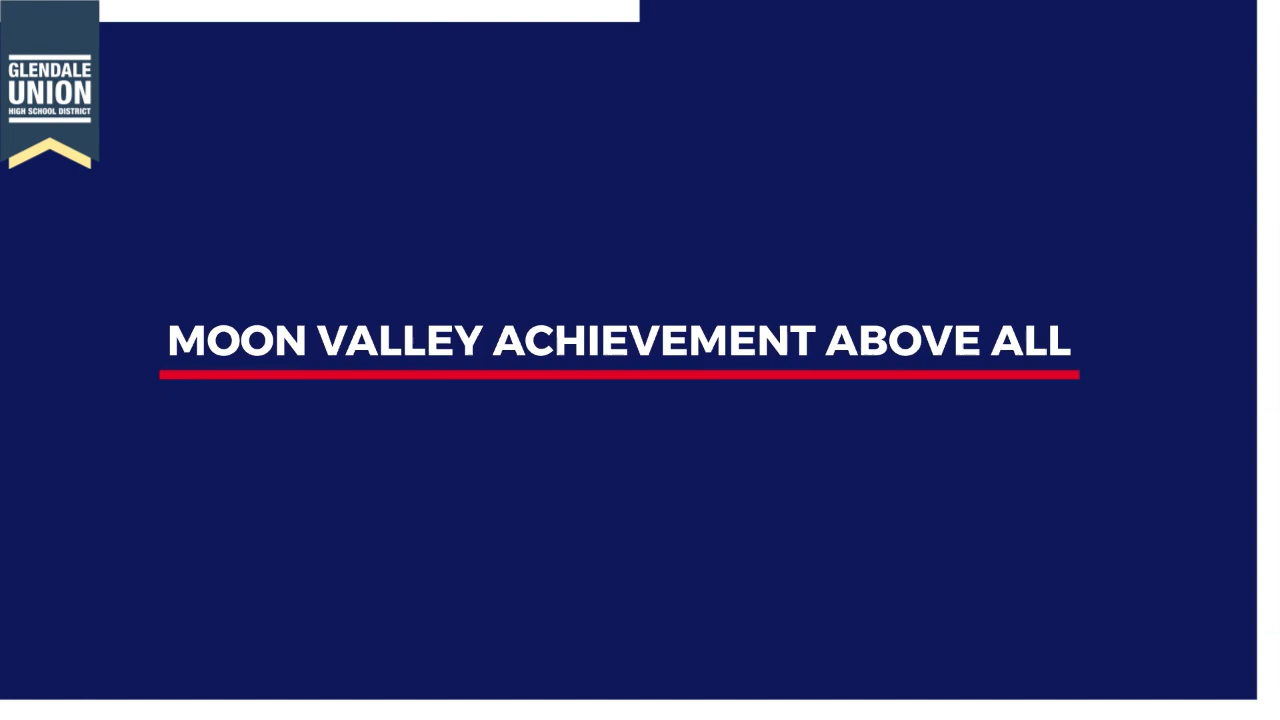 GLENDALE
UNION
HIGH SCHOOL DISTRICT
MOON VALLEY ACHIEVEMENT ABOVE ALL